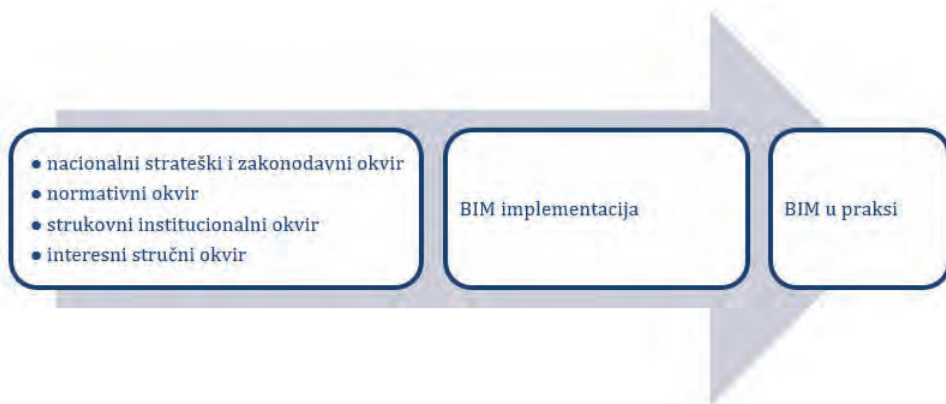 ● nacionalni strateški i zakonodavni okvir
● normativni okvir
● strukovni institucionalni okvir
● interesni stručni okvir
BIM implementacija
BIM u praksi